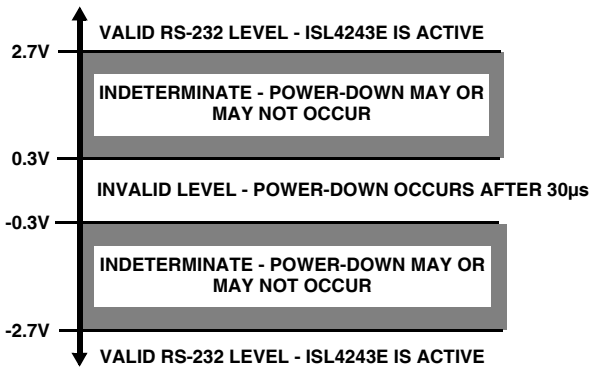 VALID RS-232 LEVEL - ISL4243E IS ACTIVE
2.7V
INDETERMINATE - POWER-DOWN MAY OR
MAY NOT OCCUR
0.3V
INVALID LEVEL - POWER-DOWN OCCURS AFTER 30µs
-0.3V
INDETERMINATE - POWER-DOWN MAY OR
MAY NOT OCCUR
-2.7V
VALID RS-232 LEVEL - ISL4243E IS ACTIVE